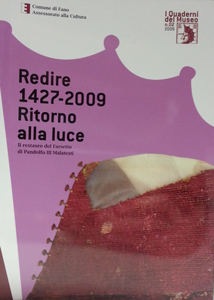 Comune di Fano
Assessorato alla Cultura
I Quaderni
del Museo
n.02
2009
Redire
1427-2009
Ritorno
alla luce
Il restauro del Farsetto
di Pandolfo III Malatesti